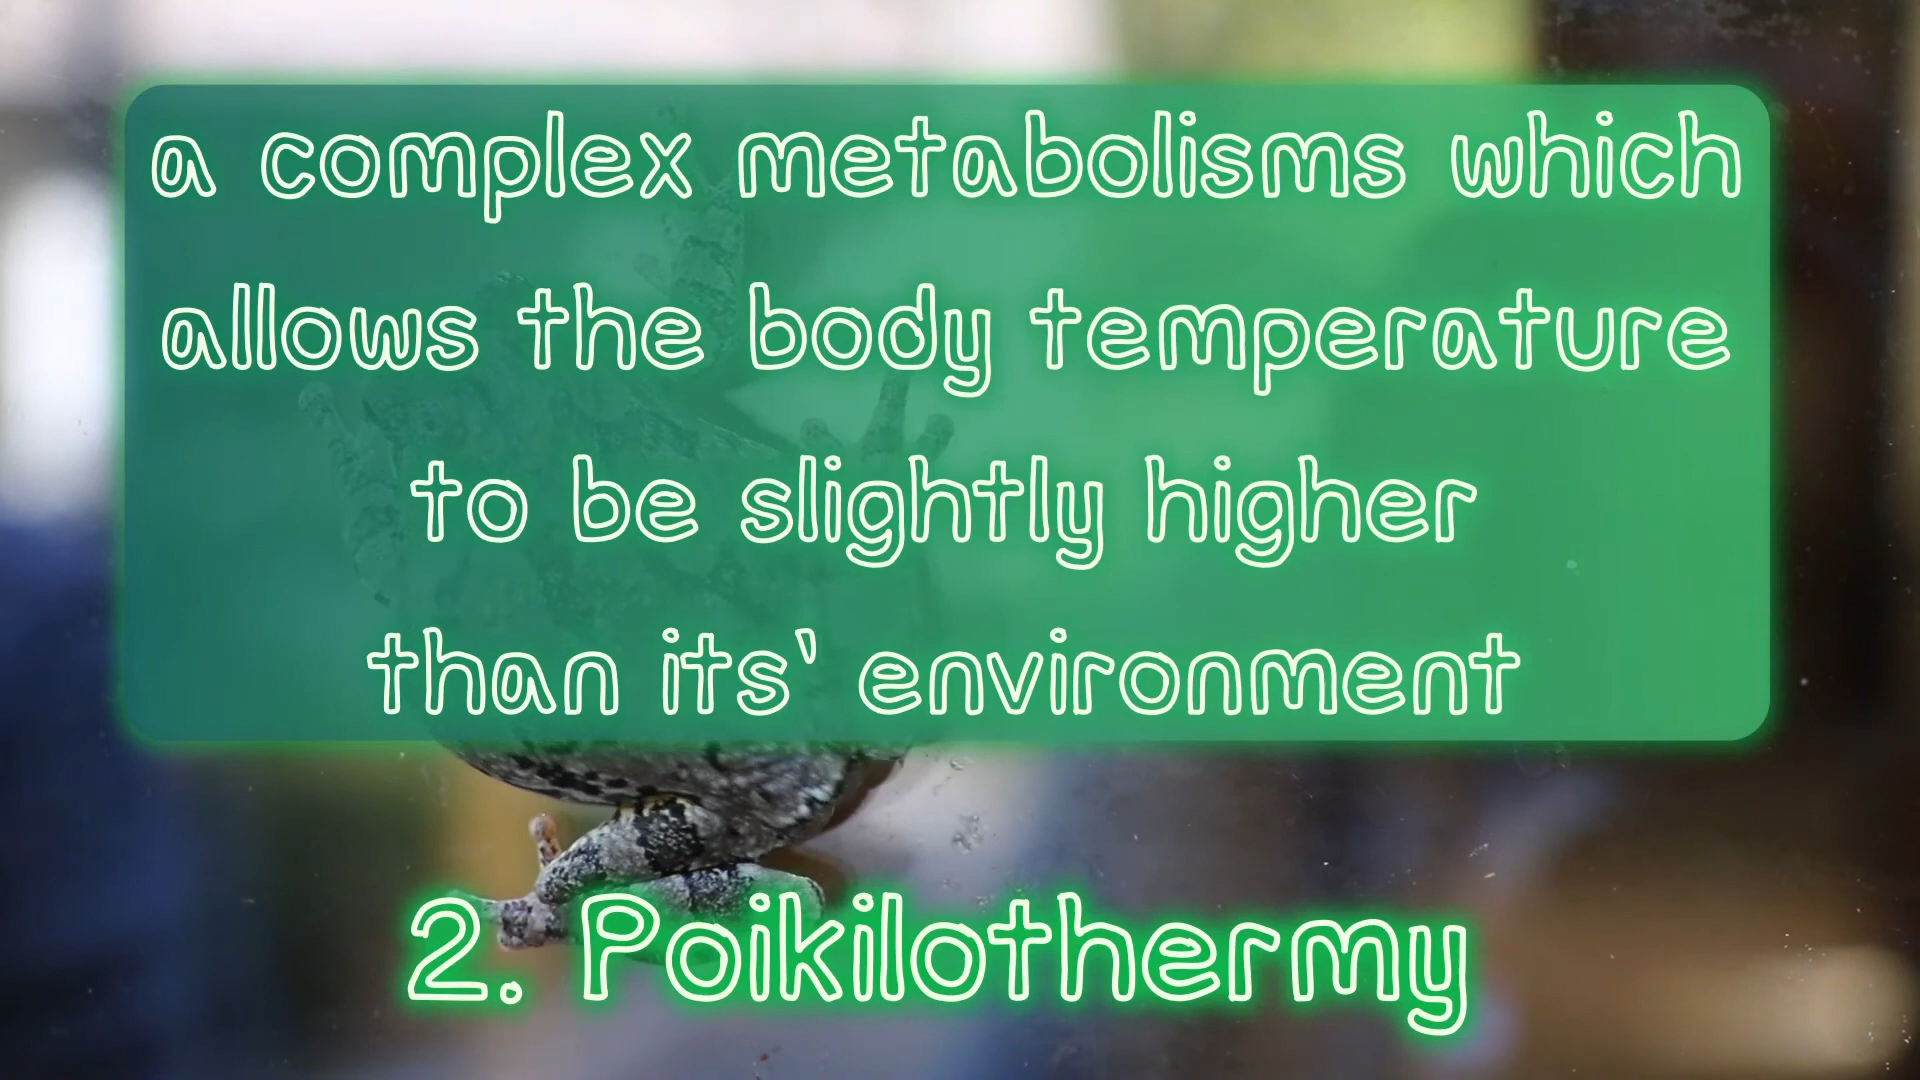 a complex metabolisms which
allows the body temperature
to be slightly higher
than its' environment
2. Poikilothermy